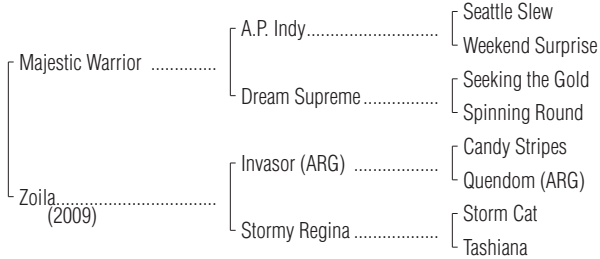 Seattle Slew
A.P. Indy..............................
Weekend Surprise
Majestic Warrior ..............
Seeking the Gold
Dream Supreme.................
Spinning Round
Candy Stripes
Invasor (ARG) ...................
Quendom (ARG)
Zoila.....................................
(2009)
Storm Cat
Stormy Regina ...................
Tashiana